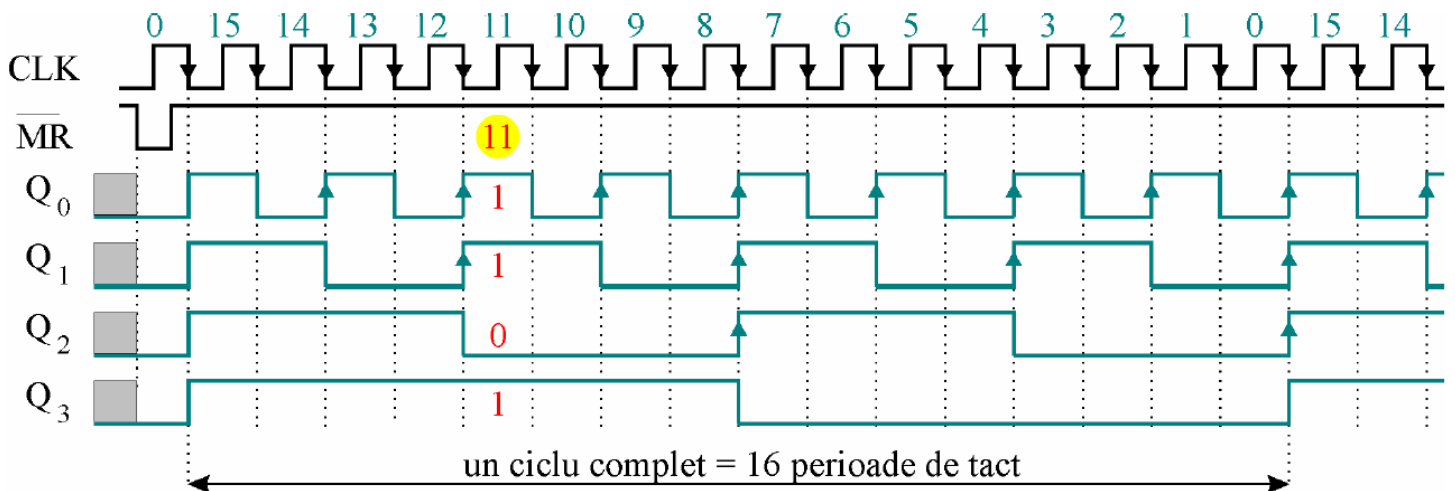 0 15 14 13 12 11 10 9 8 7 6 5 4 3 2 1 0 15 14
CLK
MR
11
Q0
1
Q1
1
Q2
0
Q3
1
un ciclu complet = 16 perioade de tact